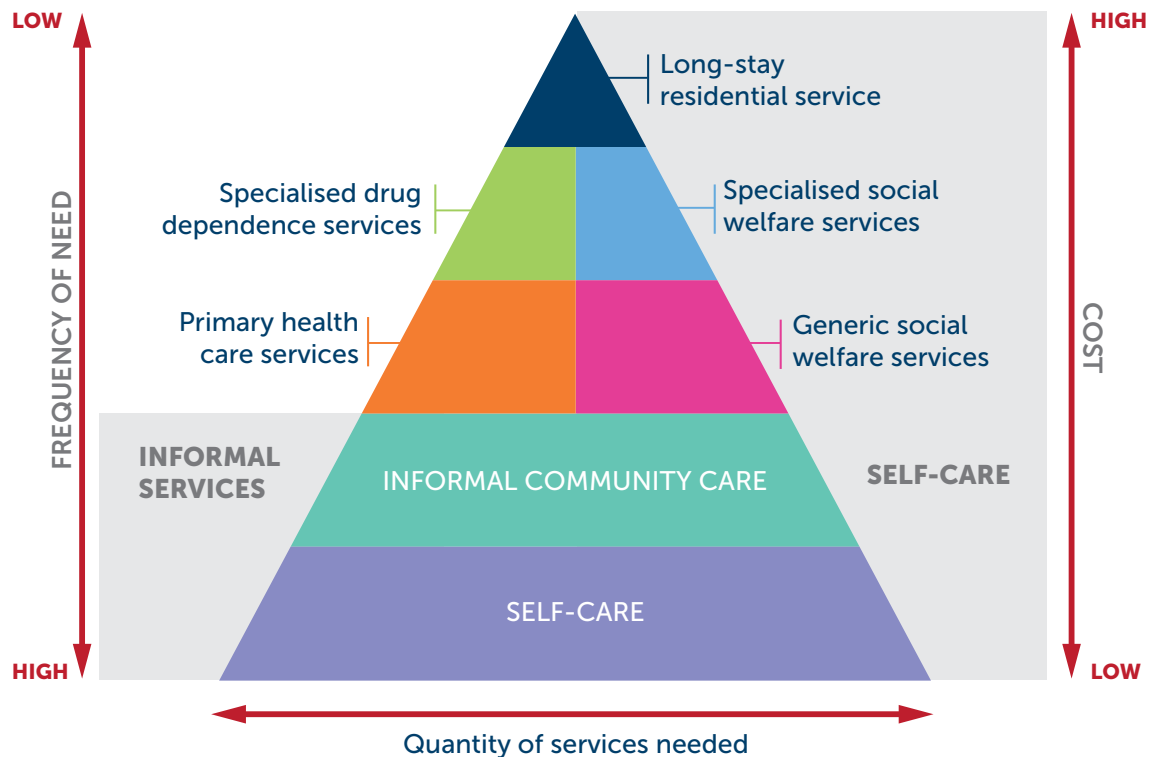 LOW
HIGH
Long-stay
residential service
Specialised drug
dependence services
Specialised social
welfare services
FREQUENCY OF NEED
Primary health
care services
Generic social
welfare services
COST
INFORMAL
SERVICES
INFORMAL COMMUNITY CARE
SELF-CARE
SELF-CARE
HIGH
LOW
Quantity of services needed